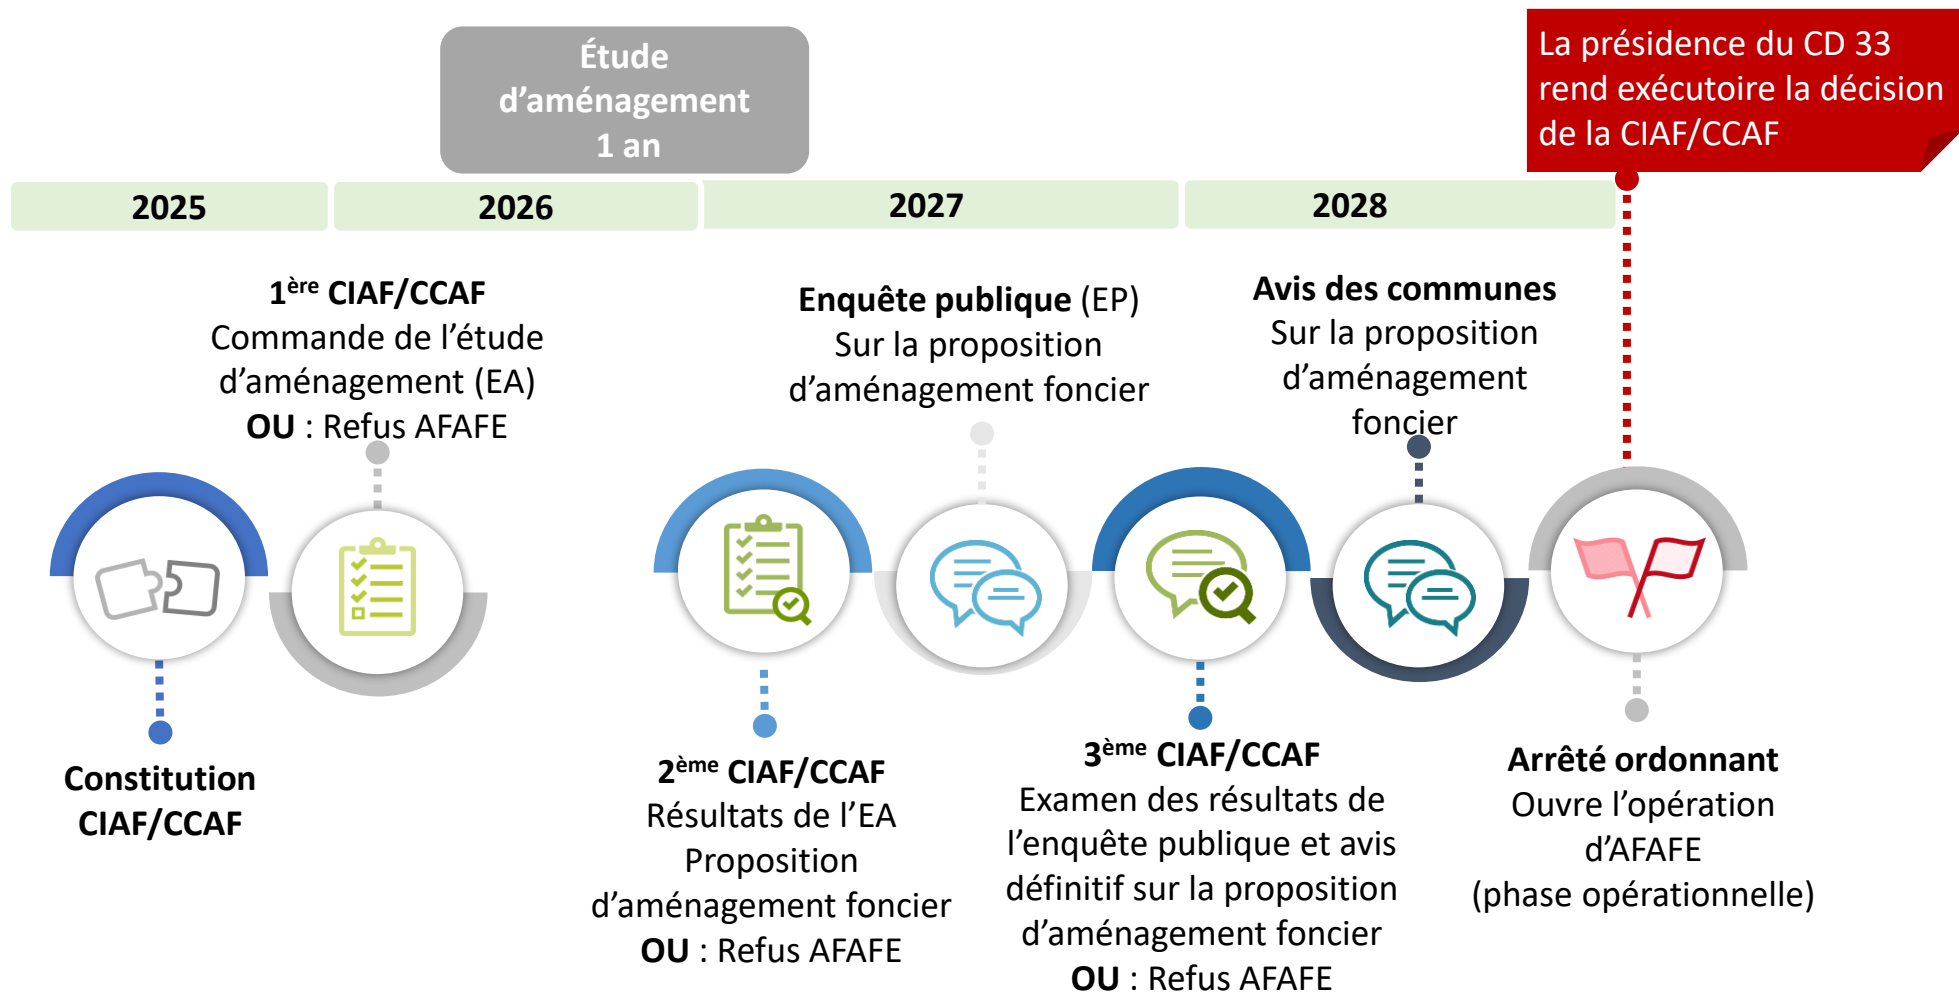 Étude
d’aménagement
1 an
La présidence du CD 33
rend exécutoire la décision
de la CIAF/CCAF
2025
2026
2027
2028
1ère CIAF/CCAF
Commande de l’étude
d’aménagement (EA)
OU : Refus AFAFE
Enquête publique (EP)
Sur la proposition
d’aménagement foncier
Avis des communes
Sur la proposition
d’aménagement
foncier
Constitution
CIAF/CCAF
2ème CIAF/CCAF
Résultats de l’EA
Proposition
d’aménagement foncier
OU : Refus AFAFE
3ème CIAF/CCAF
Examen des résultats de
l’enquête publique et avis
définitif sur la proposition
d’aménagement foncier
OU : Refus AFAFE
Arrêté ordonnant
Ouvre l’opération
d’AFAFE
(phase opérationnelle)